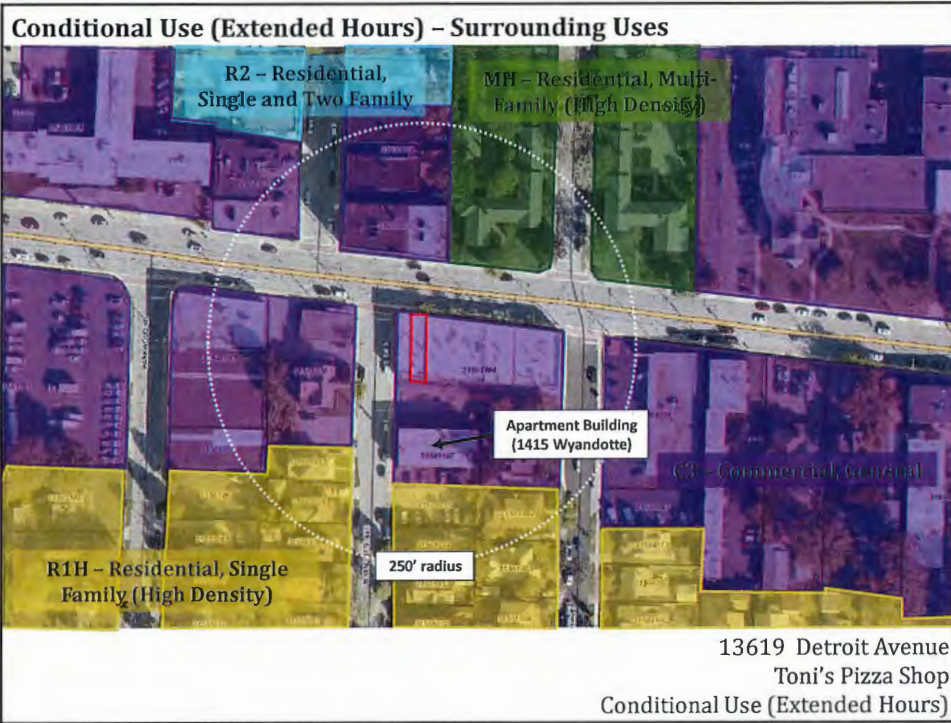 Conditional Use (Extended Hours) – Surrounding Uses
R2 – Residential,
Single and Two Family
MH – Residential, Multi-
Family (High Density)
Apartment Building
(1415 Wyandotte)
C3 – Commercial, General
250' radius
R1H – Residential, Single
Family (High Density)
13619 Detroit Avenue
Toni's Pizza Shop
Conditional Use (Extended Hours)